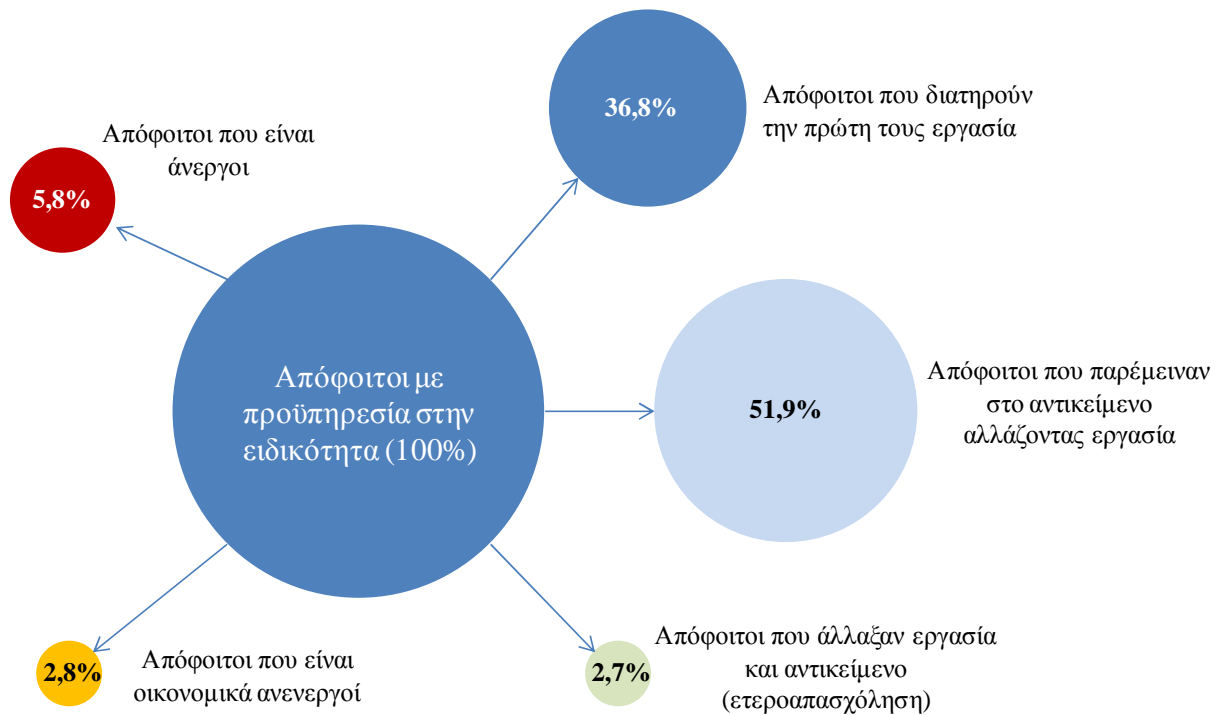 36,8%
Απόφοιτοι που διατηρούν
την πρώτη τους εργασία
Απόφοιτοι που είναι
άνεργοι
5,8%
Απόφοιτοι με
προϋπηρεσία στην
ειδικότητα (100%)
51,9%
Απόφοιτοι που παρέμειναν
στο αντικείμενο
αλλάζοντας εργασία
2,8%
Απόφοιτοι που είναι
οικονομικά ανενεργοί
2,7%
Απόφοιτοι που άλλαξαν εργασία
και αντικείμενο
(ετεροαπασχόληση)